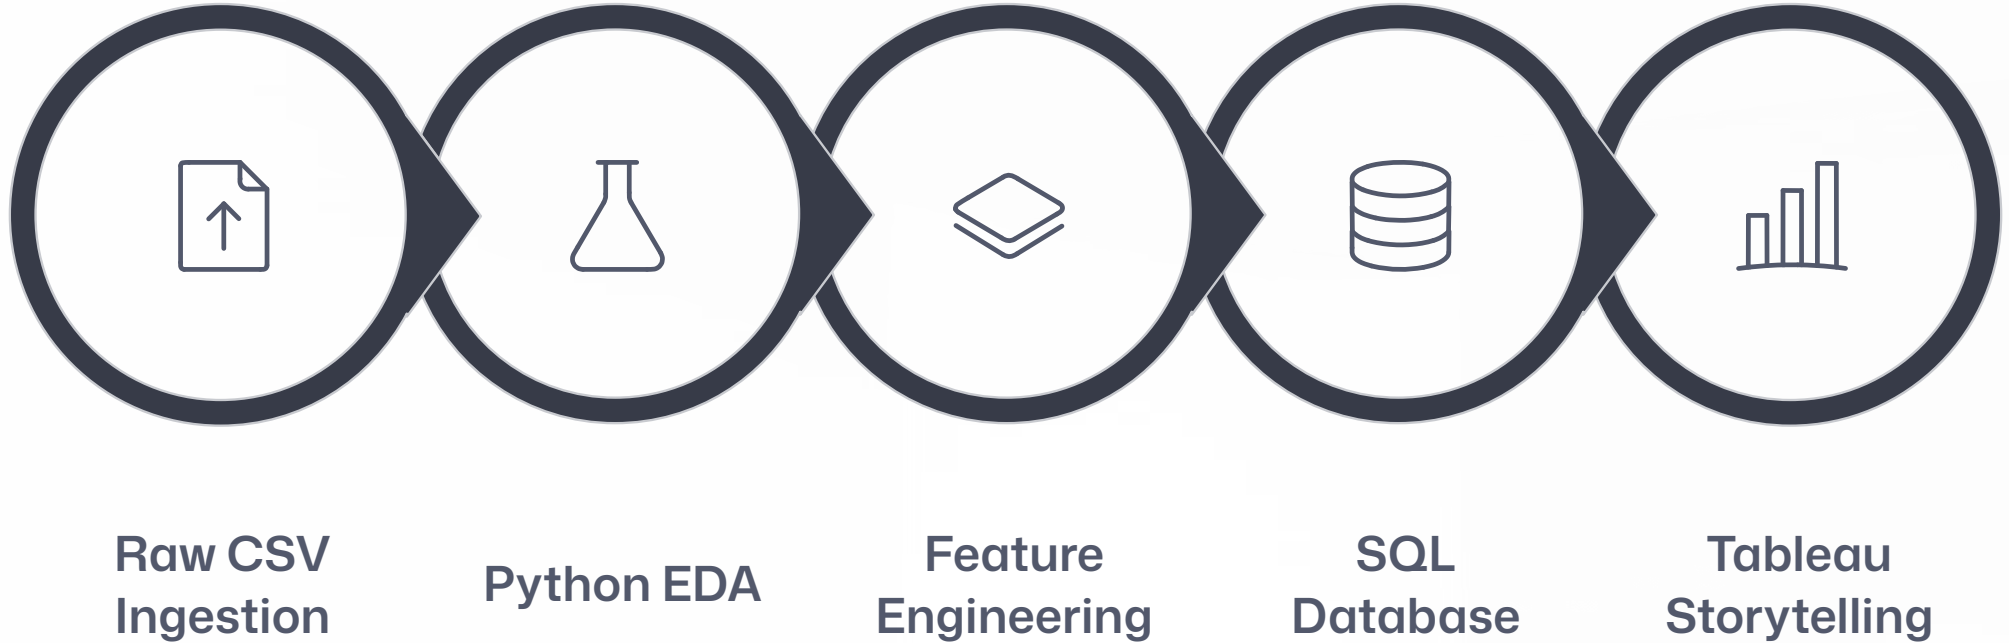 Raw CSV
Ingestion
Python EDA
Feature
Engineering
SQL
Database
Tableau
Storytelling